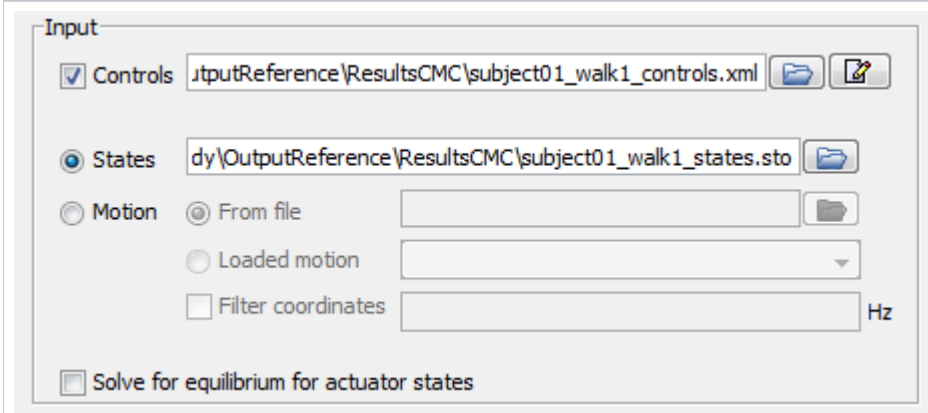 Input
Controls utputReference\ResultsCMC\subject01_walk1_controls.xml
States dy\OutputReference\ResultsCMC\subject01_walk1_states.sto
Motion From file
Loaded motion
Filter coordinates Hz
Solve for equilibrium for actuator states